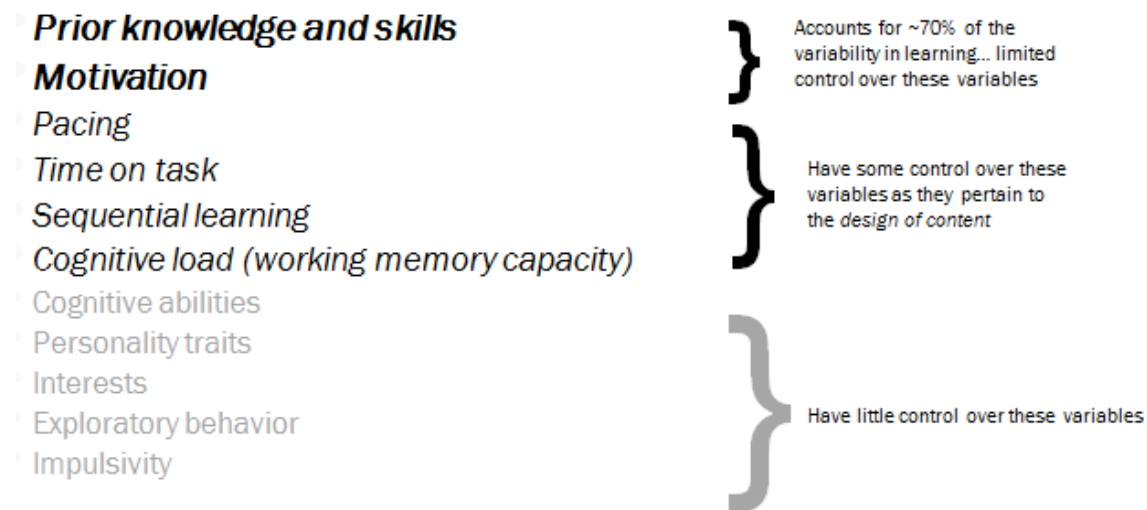 Prior knowledge and skills
Motivation
Pacing
Time on task
Sequential learning
Cognitive load (working memory capacity)
Cognitive abilities
Personality traits
Interests
Exploratory behavior
Impulsivity
Accounts for ~70% of the
variability in learning... limited
control over these variables
Have some control over these
variables as they pertain to
the design of content
Have little control over these variables